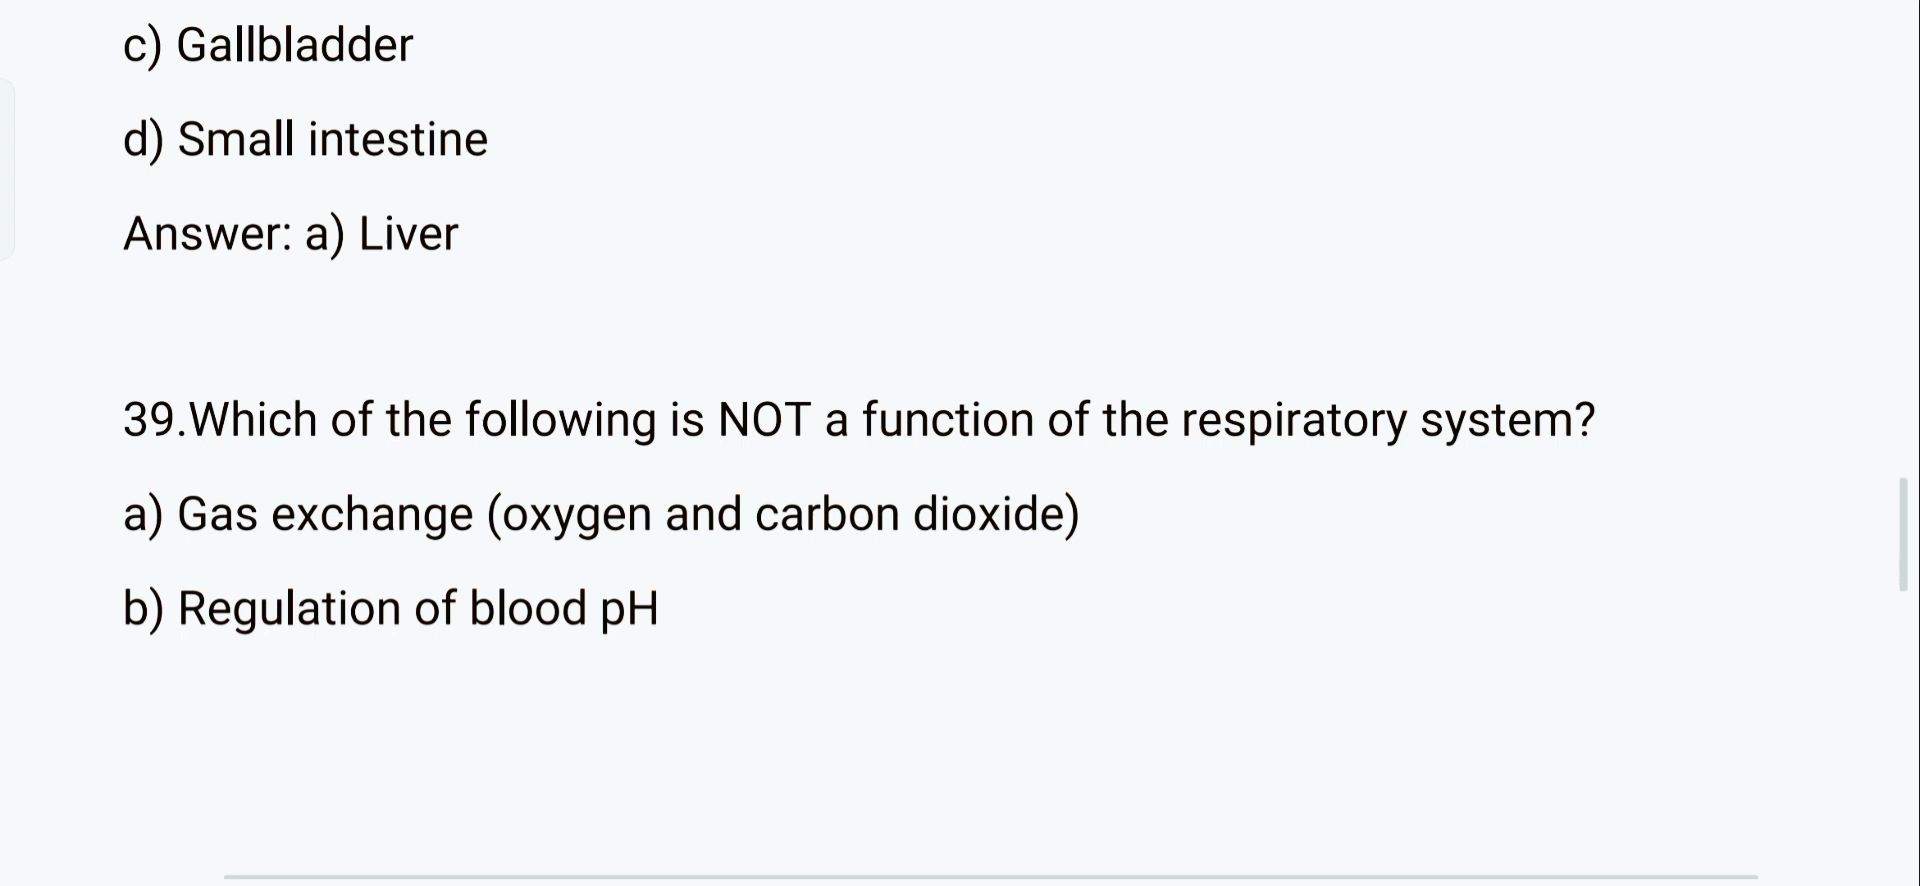 c) Gallbladder
d) Small intestine
Answer: a) Liver
39.Which of the following is NOT a function of the respiratory system?
a) Gas exchange (oxygen and carbon dioxide)
b) Regulation of blood pH